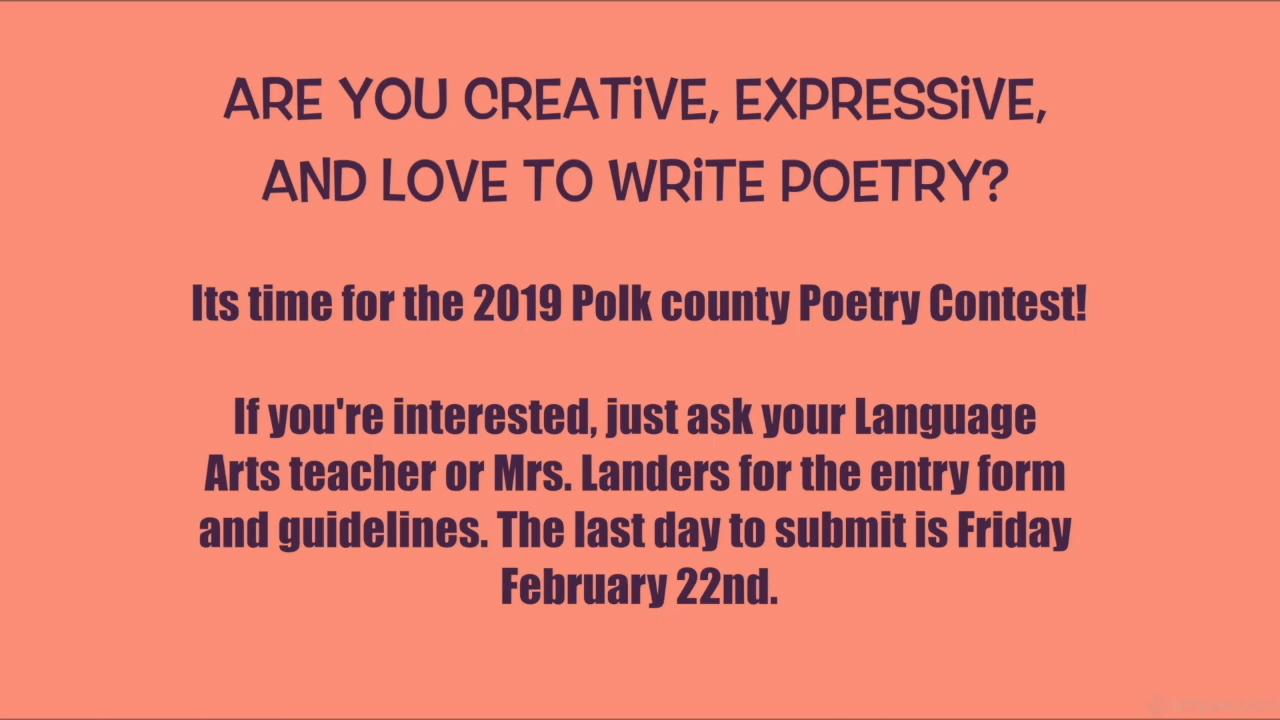 ARE YOU CREATiVE, EXPRESSiVE,
AND LOVE TO WRiTE POETRY?
Its time for the 2019 Polk county Poetry Contest!
If you're interested, just ask your Language
Arts teacher or Mrs. Landers for the entry form
and guidelines. The last day to submit is Friday
February 22nd.